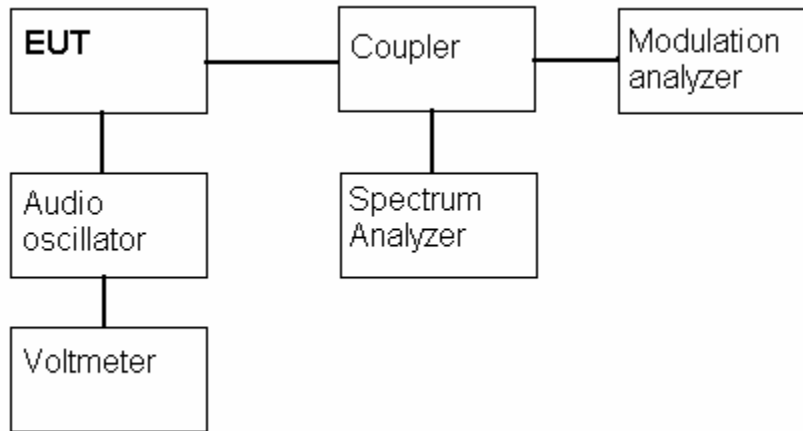 EUT
Coupler
Modulation
analyzer
Audio
oscillator
Spectrum
Analyzer
Voltmeter